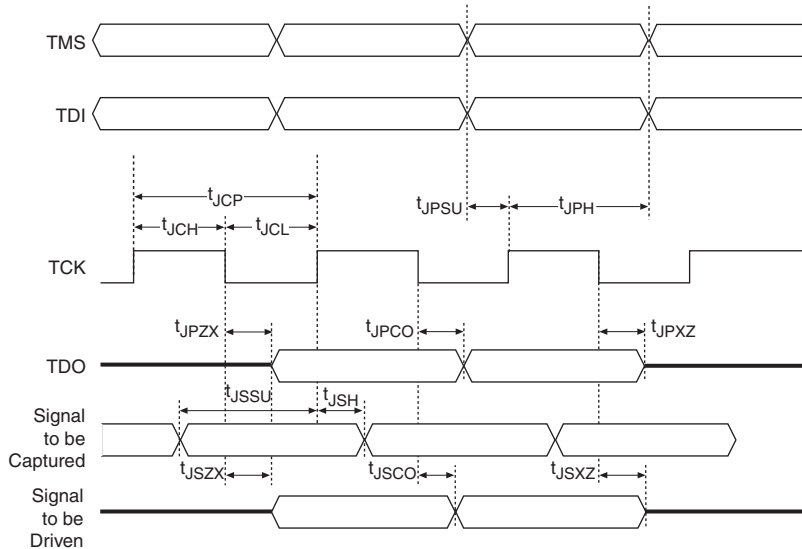 TMS
TDI
tJCP
tJCH
tJCL
tJPSU
tJPH
TCK
tJPZX
tJPCO
tJPXZ
TDO
tJSSU
tJSH
Signal
to be
Captured
tJSZX
tJSCO
tJSXZ
Signal
to be
Driven